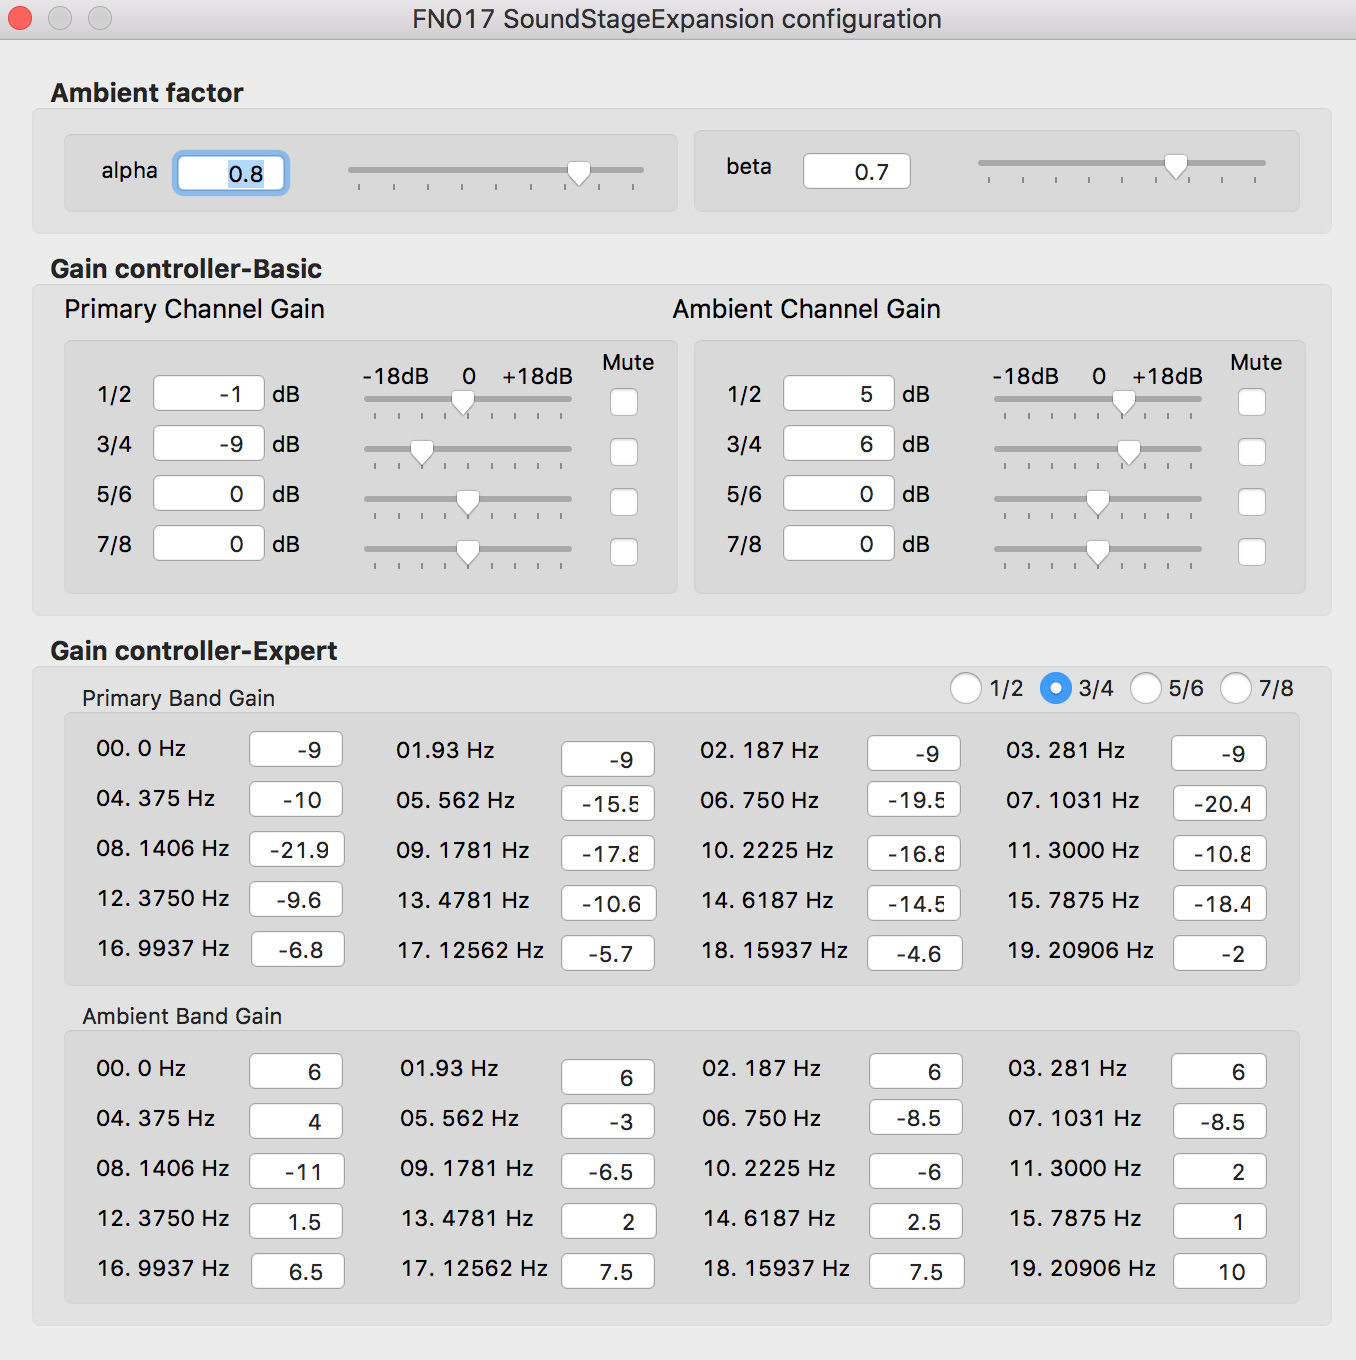 FN017 SoundStageExpansion configuration
Ambient factor
alpha 0.8 beta 0.7
Gain controller-Basic
Primary Channel Gain Ambient Channel Gain
-18dB 0 +18dB Mute -18dB 0 +18dB Mute
1/2 -1 dB 1/2 5 dB
3/4 -9 dB 3/4 6 dB
5/6 0 dB 5/6 0 dB
7/8 0 dB 7/8 0 dB
Gain controller-Expert
Primary Band Gain 1/2 3/4 5/6 7/8
00. 0 Hz -9 01.93 Hz -9 02. 187 Hz -9 03. 281 Hz -9
04. 375 Hz -10 05. 562 Hz -15.5 06. 750 Hz -19.5 07. 1031 Hz -20.4
08. 1406 Hz -21.9 09. 1781 Hz -17.8 10. 2225 Hz -16.8 11. 3000 Hz -10.8
12. 3750 Hz -9.6 13. 4781 Hz -10.6 14. 6187 Hz -14.5 15. 7875 Hz -18.4
16. 9937 Hz -6.8 17. 12562 Hz -5.7 18. 15937 Hz -4.6 19. 20906 Hz -2
Ambient Band Gain
00. 0 Hz 6 01.93 Hz 6 02. 187 Hz 6 03. 281 Hz 6
04. 375 Hz 4 05. 562 Hz -3 06. 750 Hz -8.5 07. 1031 Hz -8.5
08. 1406 Hz -11 09. 1781 Hz -6.5 10. 2225 Hz -6 11. 3000 Hz 2
12. 3750 Hz 1.5 13. 4781 Hz 2 14. 6187 Hz 2.5 15. 7875 Hz 1
16. 9937 Hz 6.5 17. 12562 Hz 7.5 18. 15937 Hz 7.5 19. 20906 Hz 10